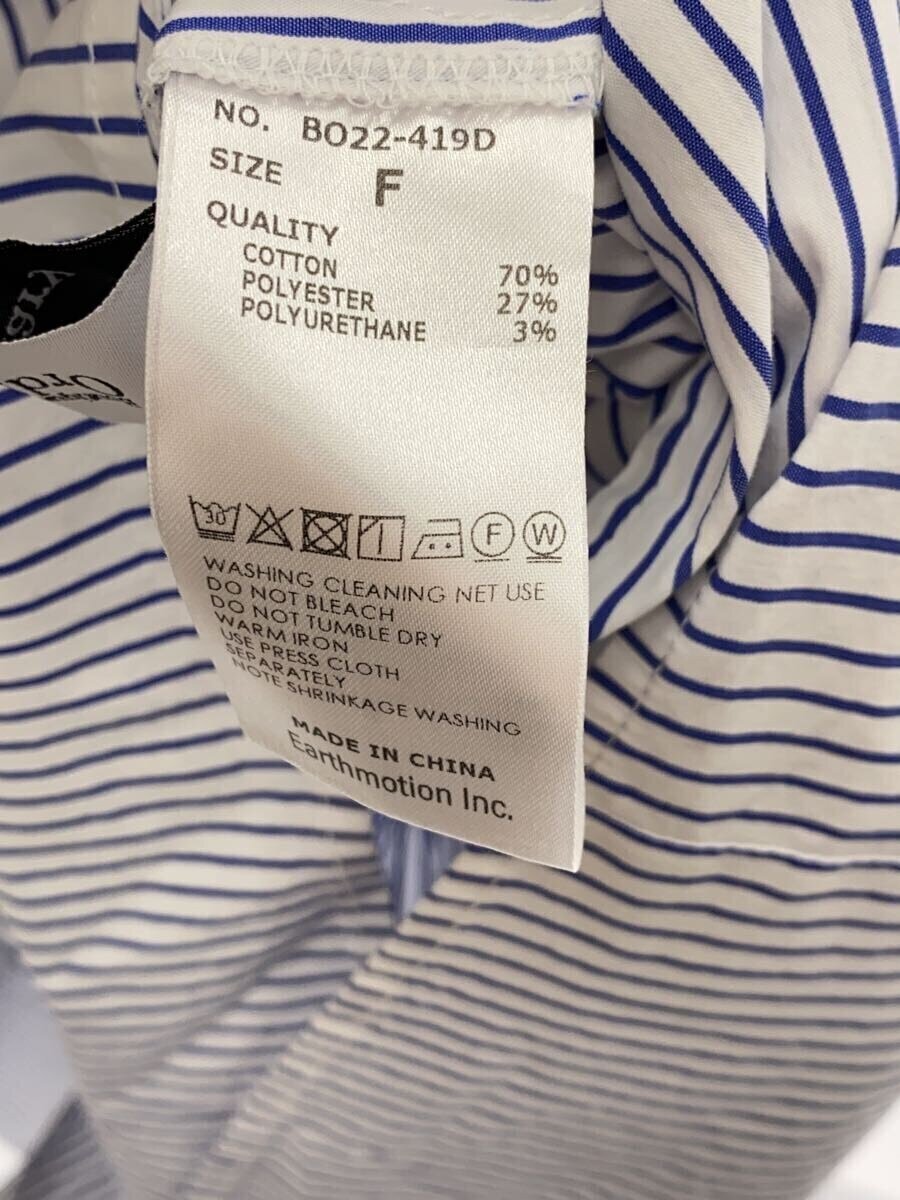 NO. BO22-419D
SIZE F
QUALITY
COTTON 70%
POLYESTER 27%
POLYURETHANE 3%
30 F W
WASHING CLEANING NET USE
DO NOT BLEACH
DO NOT TUMBLE DRY
WARM IRON
USE PRESS CLOTH
SEPARATELY
NOTE SHRINKAGE WASHING
MADE IN CHINA
Earthmotion Inc.